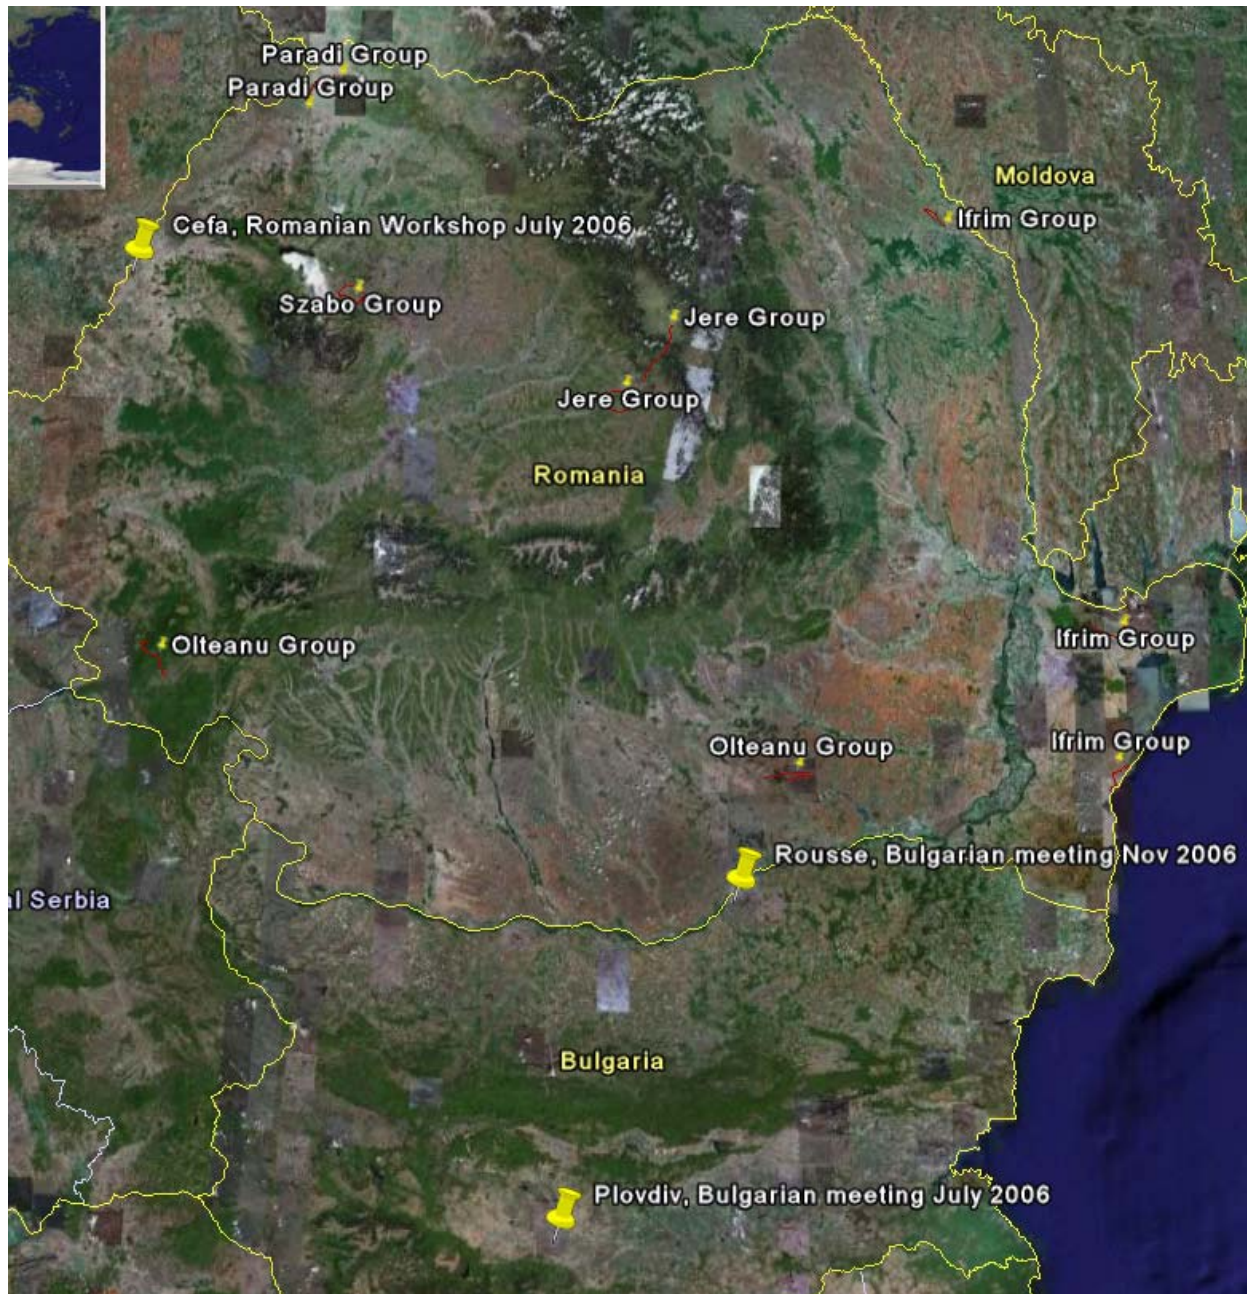 Paradi Group
Paradi Group
Moldova
Ifrim Group
Cefa, Romanian Workshop July 2006
Szabo Group
Jere Group
Jere Group
Romania
Ifrim Group
Olteanu Group
Ifrim Group
Olteanu Group
Rousse, Bulgarian meeting Nov 2006
al Serbia
Bulgaria
Plovdiv, Bulgarian meeting July 2006